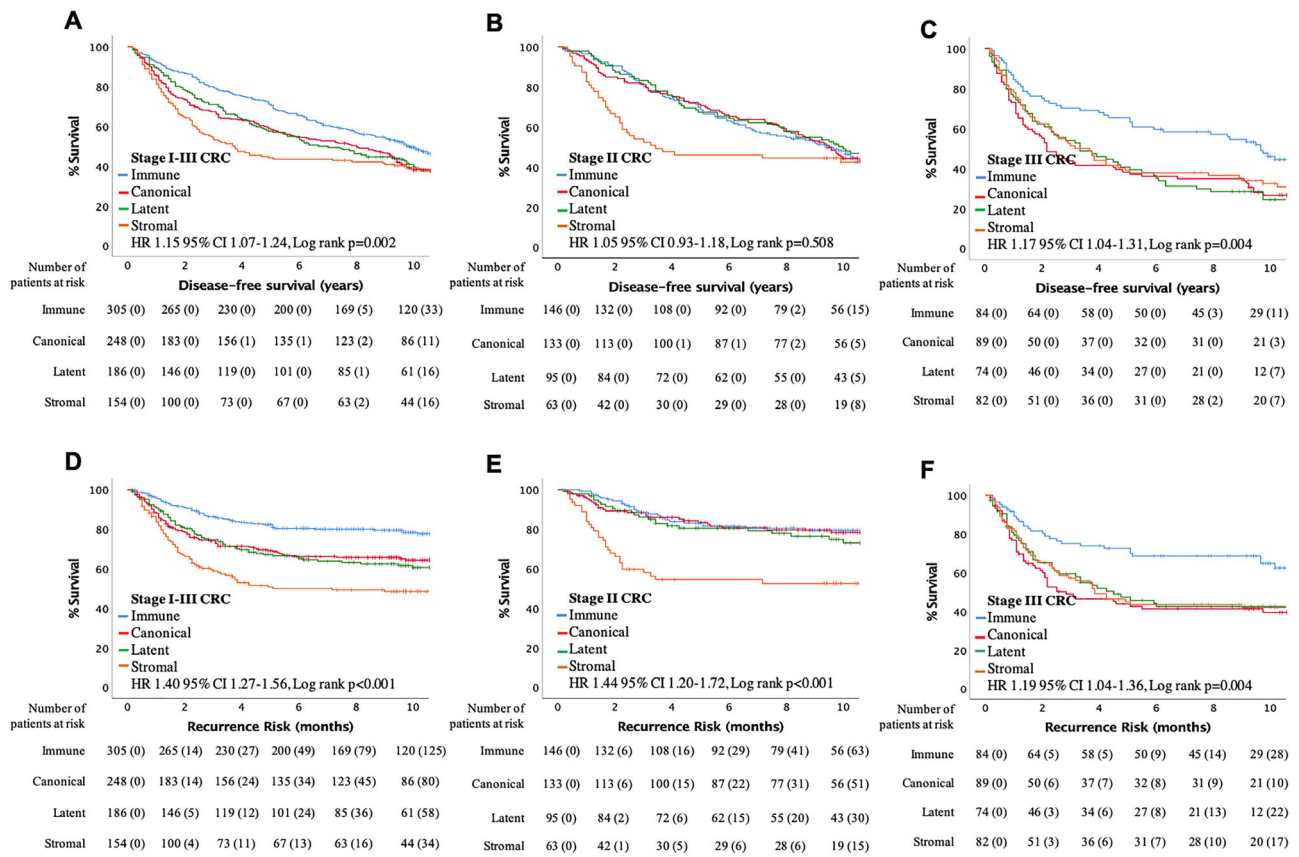 A
100
80
60
40
20
0
% Survival
Stage I-III CRC
Immune
Canonical
Latent
Stromal
HR 1.15 95% CI 1.07-1.24, Log rank p=0.002
0 2 4 6 8 10
Number of
patients at risk
Disease-free survival (years)
Immune 305 (0) 265 (0) 230 (0) 200 (0) 169 (5) 120 (33)
Canonical 248 (0) 183 (0) 156 (1) 135 (1) 123 (2) 86 (11)
Latent 186 (0) 146 (0) 119 (0) 101 (0) 85 (1) 61 (16)
Stromal 154 (0) 100 (0) 73 (0) 67 (0) 63 (2) 44 (16)
B
100
80
60
40
20
0
% Survival
Stage II CRC
Immune
Canonical
Latent
Stromal
HR 1.05 95% CI 0.93-1.18, Log rank p=0.508
0 2 4 6 8 10
Number of
patients at risk
Disease-free survival (years)
Immune 146 (0) 132 (0) 108 (0) 92 (0) 79 (2) 56 (15)
Canonical 133 (0) 113 (0) 100 (1) 87 (1) 77 (2) 56 (5)
Latent 95 (0) 84 (0) 72 (0) 62 (0) 55 (0) 43 (5)
Stromal 63 (0) 42 (0) 30 (0) 29 (0) 28 (0) 19 (8)
C
100
80
60
40
20
0
% Survival
Stage III CRC
Immune
Canonical
Latent
Stromal
HR 1.17 95% CI 1.04-1.31, Log rank p=0.004
0 2 4 6 8 10
Number of
patients at risk
Disease-free survival (years)
Immune 84 (0) 64 (0) 58 (0) 50 (0) 45 (3) 29 (11)
Canonical 89 (0) 50 (0) 37 (0) 32 (0) 31 (0) 21 (3)
Latent 74 (0) 46 (0) 34 (0) 27 (0) 21 (0) 12 (7)
Stromal 82 (0) 51 (0) 36 (0) 31 (0) 28 (2) 20 (7)
D
100
80
60
40
20
0
% Survival
Stage I-III CRC
Immune
Canonical
Latent
Stromal
HR 1.40 95% CI 1.27-1.56, Log rank p<0.001
0 2 4 6 8 10
Number of
patients at risk
Recurrence Risk (months)
Immune 305 (0) 265 (14) 230 (27) 200 (49) 169 (79) 120 (125)
Canonical 248 (0) 183 (14) 156 (24) 135 (34) 123 (45) 86 (80)
Latent 186 (0) 146 (5) 119 (12) 101 (24) 85 (36) 61 (58)
Stromal 154 (0) 100 (4) 73 (11) 67 (13) 63 (16) 44 (34)
E
100
80
60
40
20
0
% Survival
Stage II CRC
Immune
Canonical
Latent
Stromal
HR 1.44 95% CI 1.20-1.72, Log rank p<0.001
0 2 4 6 8 10
Number of
patients at risk
Recurrence Risk (months)
Immune 146 (0) 132 (6) 108 (16) 92 (29) 79 (41) 56 (63)
Canonical 133 (0) 113 (6) 100 (15) 87 (22) 77 (31) 56 (51)
Latent 95 (0) 84 (2) 72 (6) 62 (15) 55 (20) 43 (30)
Stromal 63 (0) 42 (1) 30 (5) 29 (6) 28 (6) 19 (15)
F
100
80
60
40
20
0
% Survival
Stage III CRC
Immune
Canonical
Latent
Stromal
HR 1.19 95% CI 1.04-1.36, Log rank p=0.004
0 2 4 6 8 10
Number of
patients at risk
Recurrence Risk (months)
Immune 84 (0) 64 (5) 58 (5) 50 (9) 45 (14) 29 (28)
Canonical 89 (0) 50 (6) 37 (7) 32 (8) 31 (9) 21 (10)
Latent 74 (0) 46 (3) 34 (6) 27 (8) 21 (13) 12 (22)
Stromal 82 (0) 51 (3) 36 (6) 31 (7) 28 (10) 20 (17)